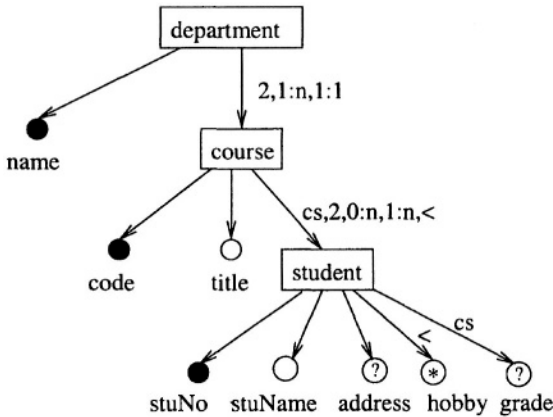 department
2,1:n,1:1
name
course
cs,2,0:n,1:n,<
code
title
student
<
cs
? * ?
stuNo stuName address hobby grade